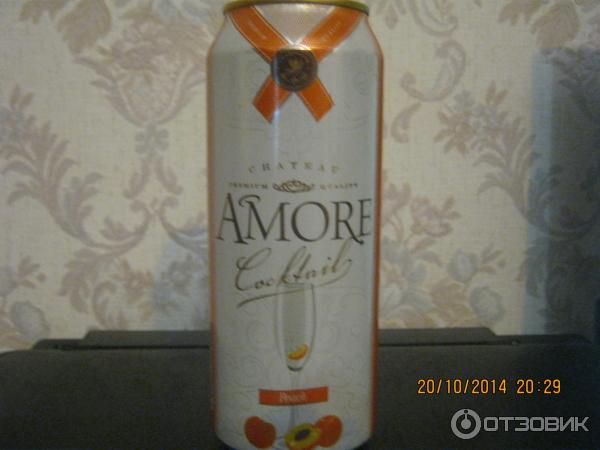 CHATEAU
PREMIUM QUALITY
AMORE
Cocktail
Peach
20/10/2014 20:29
ОТЗОВИК